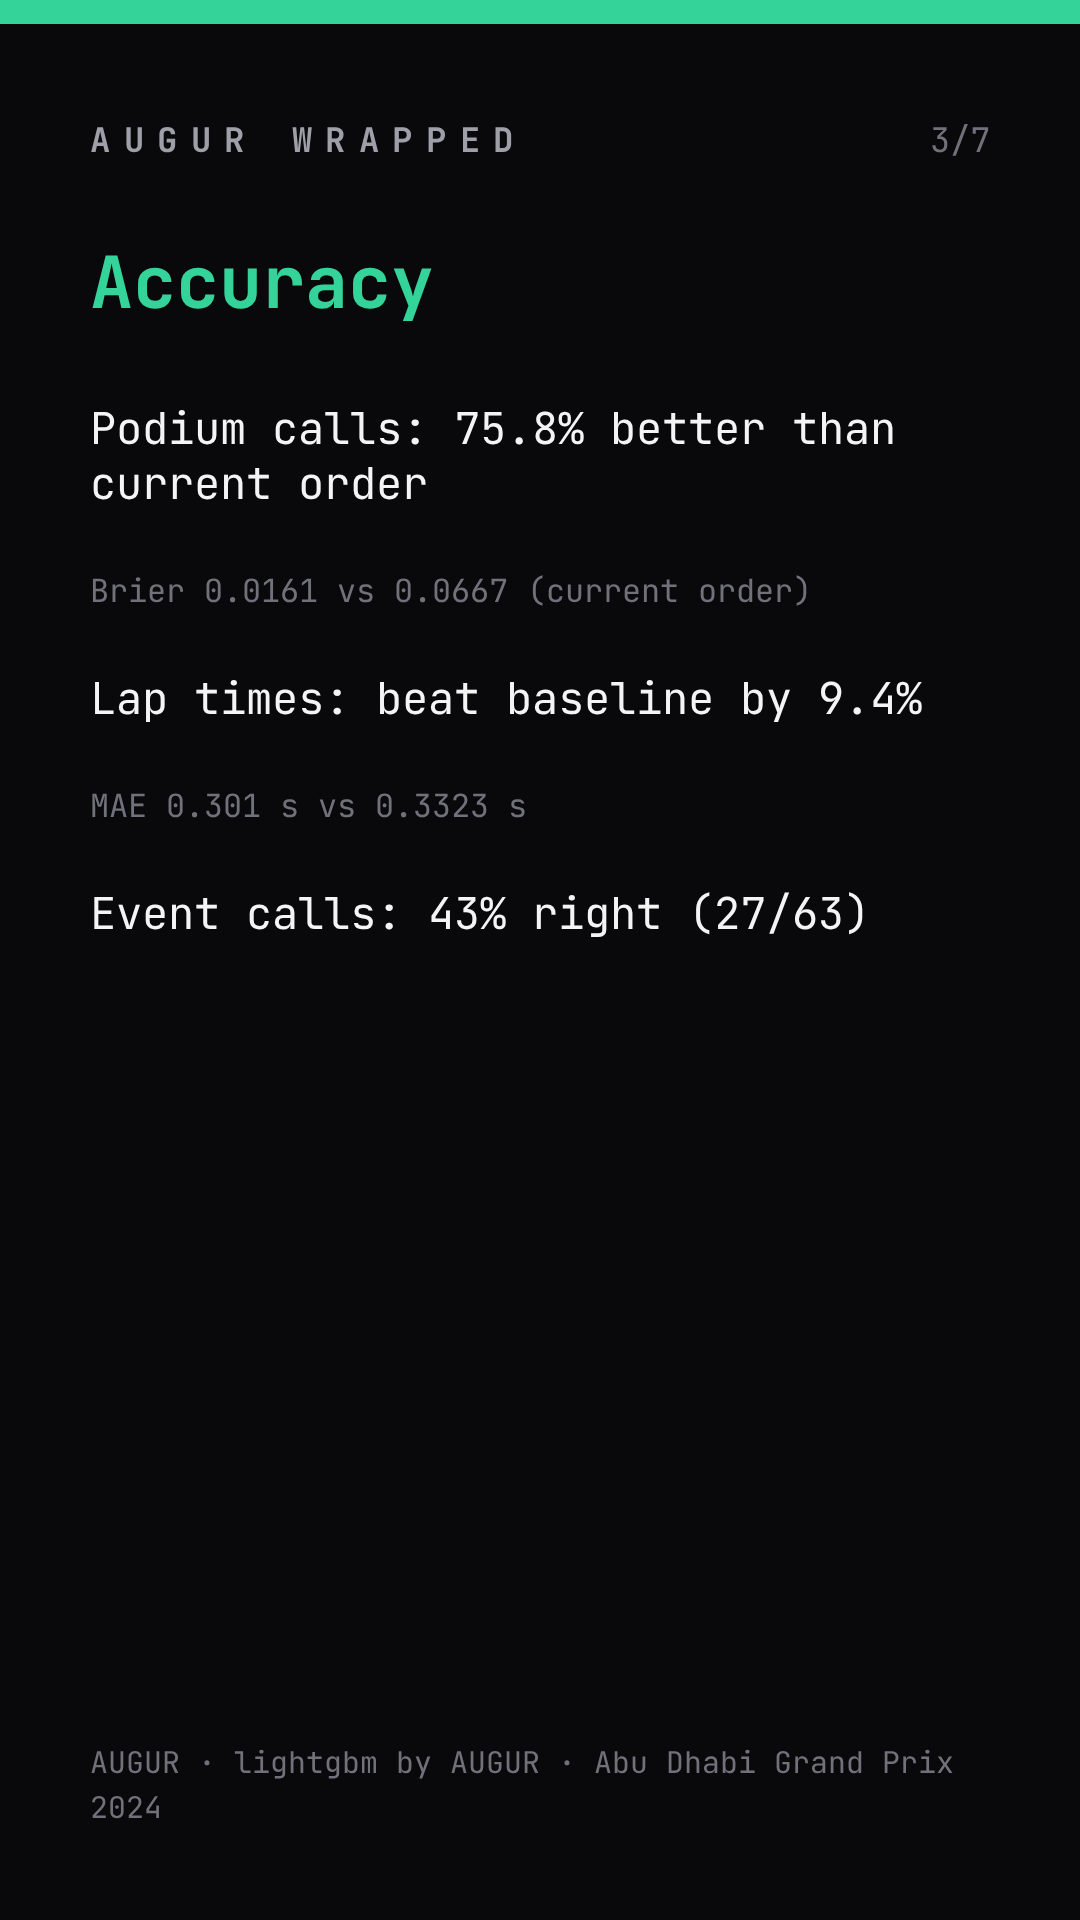 AUGUR WRAPPED
3/7
Accuracy
Podium calls: 75.8% better than
current order
Brier 0.0161 vs 0.0667 (current order)
Lap times: beat baseline by 9.4%
MAE 0.301 s vs 0.3323 s
Event calls: 43% right (27/63)
AUGUR · lightgbm by AUGUR · Abu Dhabi Grand Prix
2024